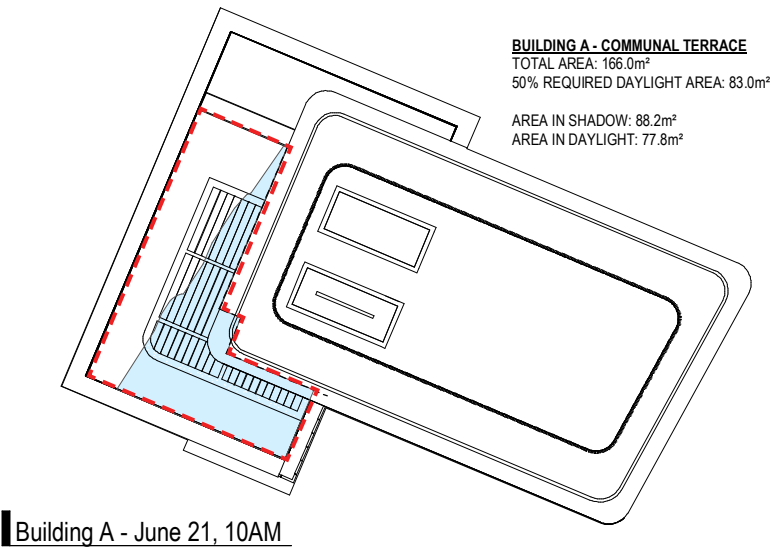 BUILDING A - COMMUNAL TERRACE
TOTAL AREA: 166.0m²
50% REQUIRED DAYLIGHT AREA: 83.0m²
AREA IN SHADOW: 88.2m²
AREA IN DAYLIGHT: 77.8m²
Building A - June 21, 10AM